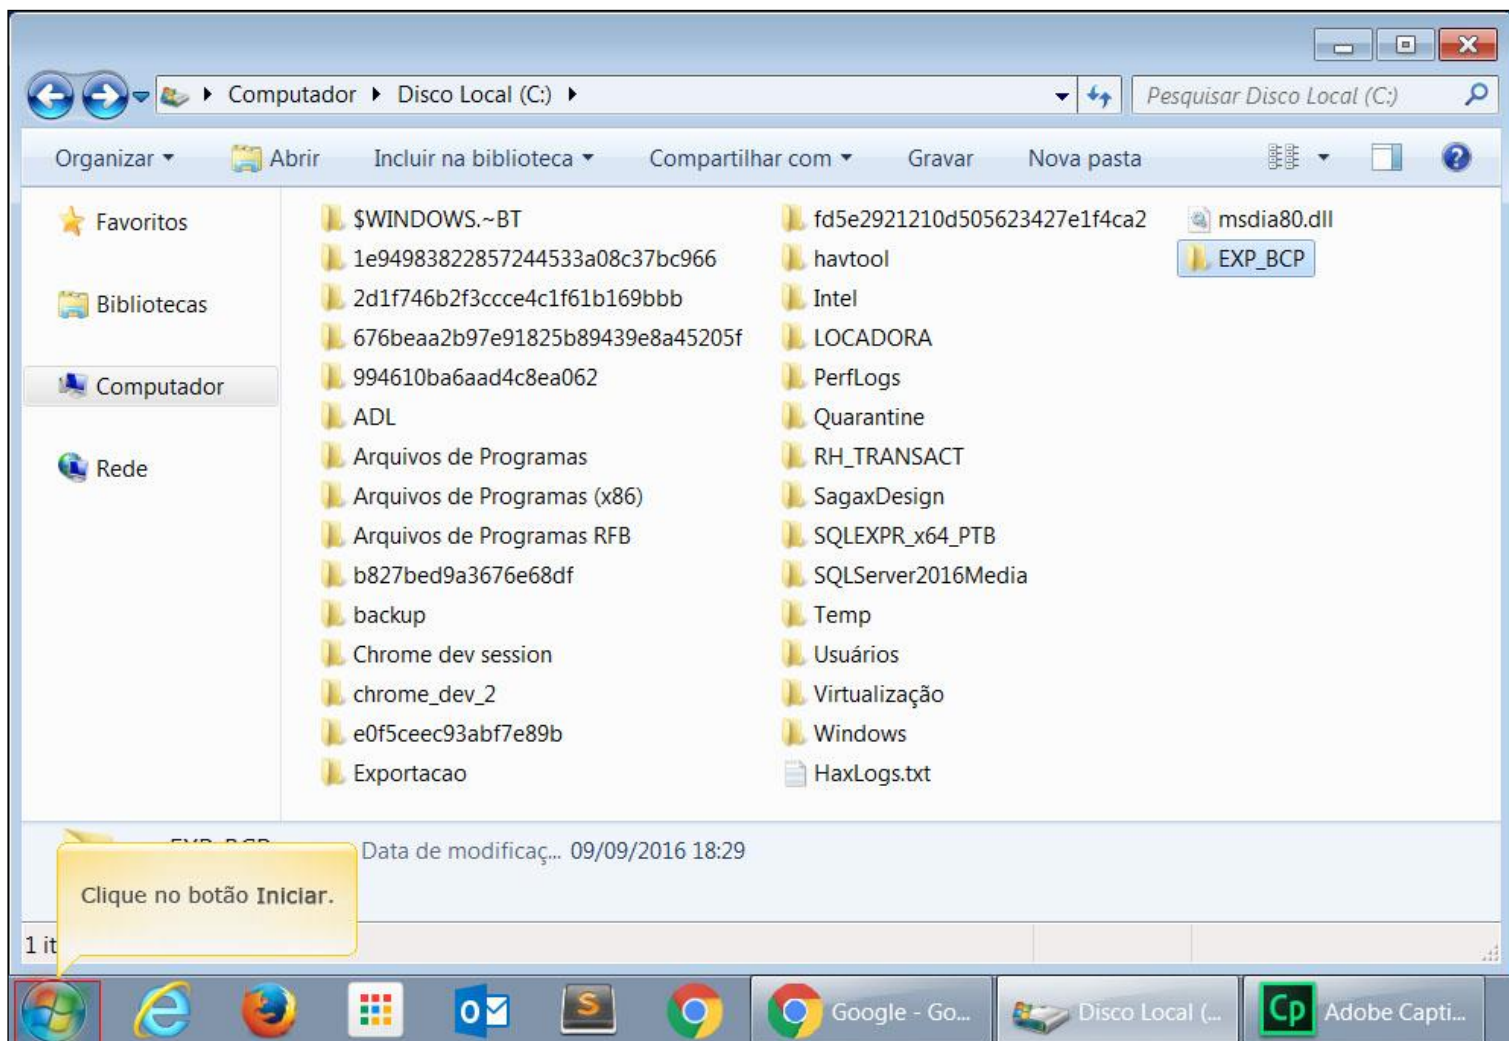 Computador Disco Local (C:)
Pesquisar Disco Local (C:)
Organizar Abrir Incluir na biblioteca Compartilhar com Gravar Nova pasta
Favoritos
Bibliotecas
Computador
Rede
$WINDOWS.~BT
1e94983822857244533a08c37bc966
2d1f746b2f3ccce4c1f61b169bbb
676beaa2b97e91825b89439e8a45205f
994610ba6aad4c8ea062
ADL
Arquivos de Programas
Arquivos de Programas (x86)
Arquivos de Programas RFB
b827bed9a3676e68df
backup
Chrome dev session
chrome_dev_2
e0f5ceec93abf7e89b
Exportacao
fd5e2921210d505623427e1f4ca2
havtool
Intel
LOCADORA
PerfLogs
Quarantine
RH_TRANSACT
SagaxDesign
SQLEXPR_x64_PTB
SQLServer2016Media
Temp
Usuários
Virtualização
Windows
HaxLogs.txt
msdia80.dll
EXP_BCP
Data de modificaç... 09/09/2016 18:29
Clique no botão Iniciar.
1 it
Google - Go...
Disco Local (...
Cp Adobe Capti...